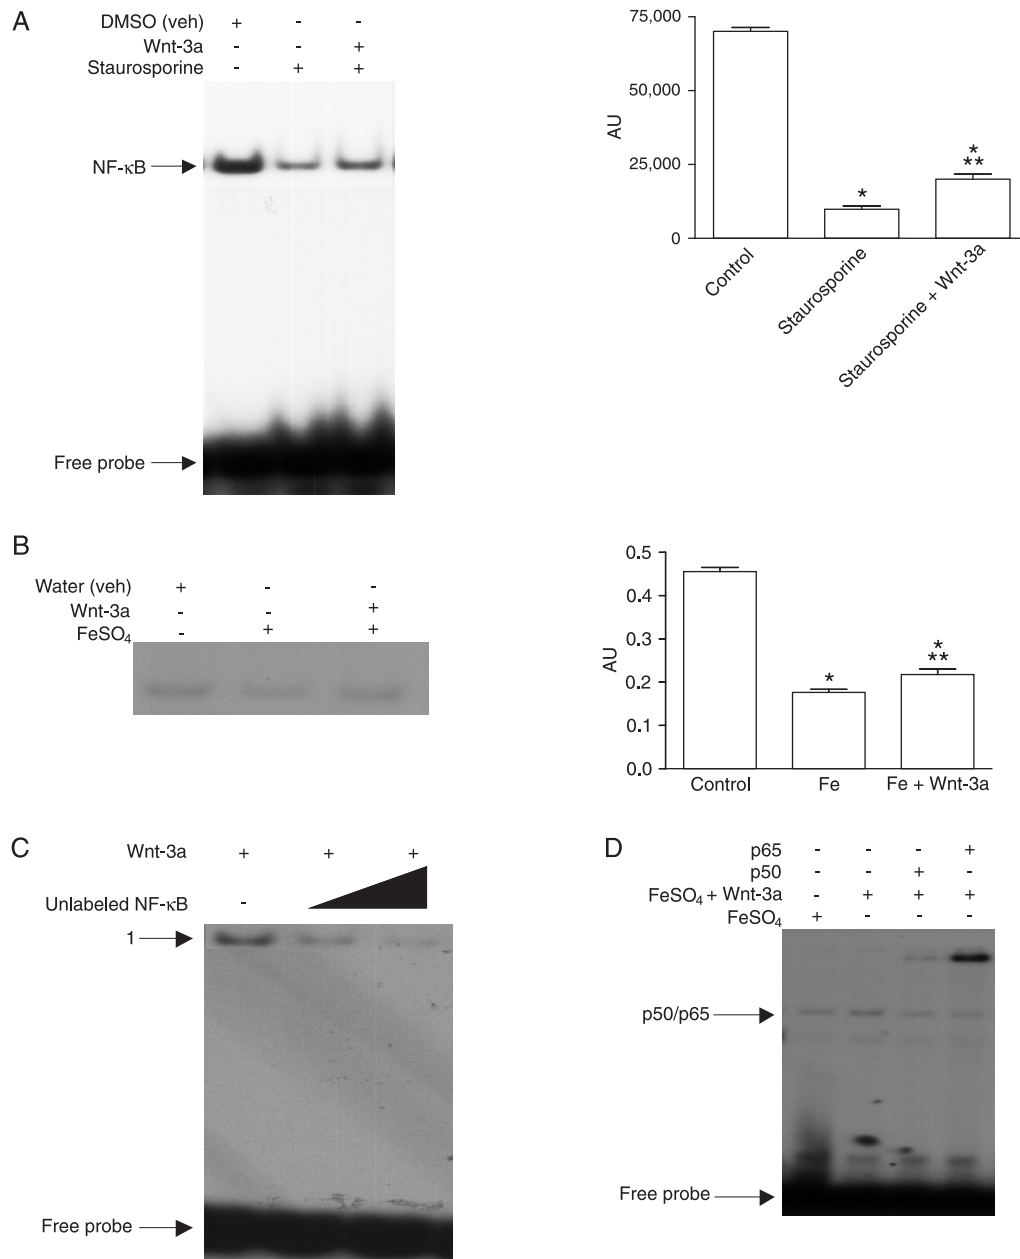 A
DMSO (veh) + - -
Wnt-3a - - +
Staurosporine - + +
NF-κB
Free probe
75,000
50,000
25,000
0
AU
*
*
**
Control
Staurosporine
Staurosporine + Wnt-3a
B
Water (veh) + - -
Wnt-3a - - +
FeSO₄ - + +
0.5
0.4
0.3
0.2
0.1
0.0
AU
*
*
**
Control Fe Fe + Wnt-3a
C
Wnt-3a + + +
Unlabeled NF-κB -
1
Free probe
D
p65 - - - +
p50 - - + -
FeSO₄ + Wnt-3a - + + +
FeSO₄ + - - -
p50/p65
Free probe